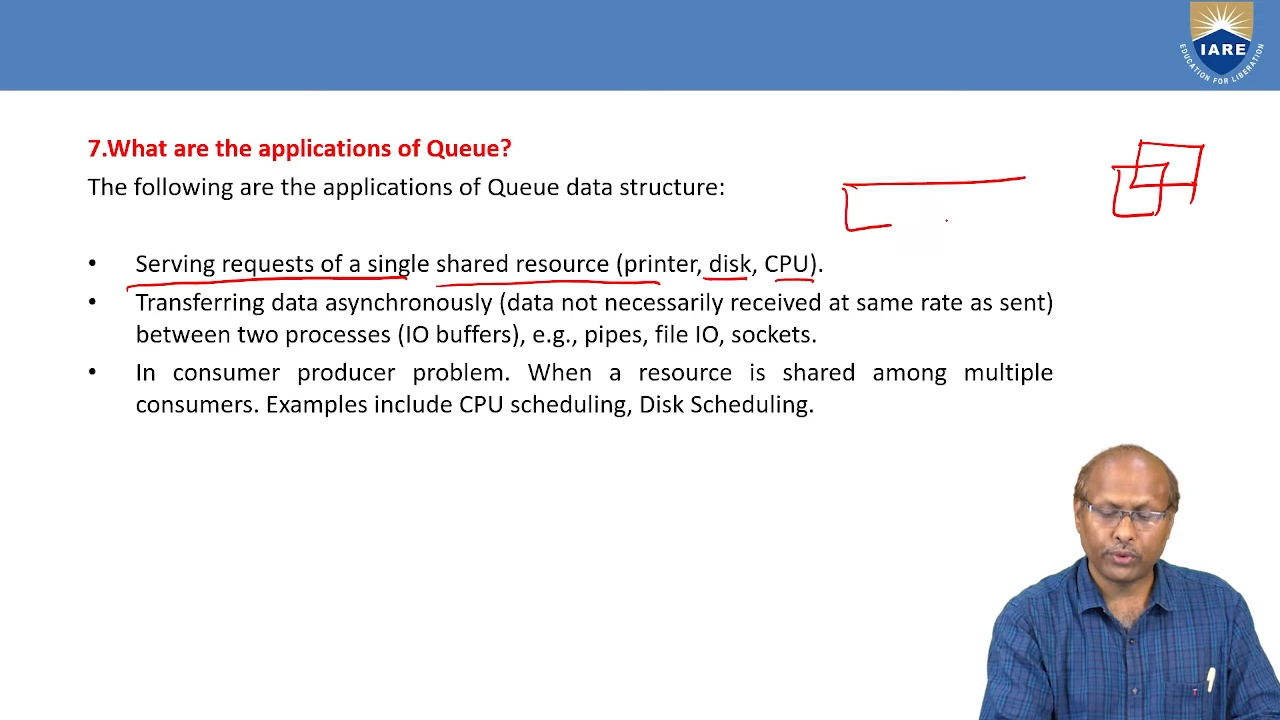 IARE
EDUCATION FOR LIBERATION
7.What are the applications of Queue?
The following are the applications of Queue data structure:
• Serving requests of a single shared resource (printer, disk, CPU).
• Transferring data asynchronously (data not necessarily received at same rate as sent)
between two processes (IO buffers), e.g., pipes, file IO, sockets.
• In consumer producer problem. When a resource is shared among multiple
consumers. Examples include CPU scheduling, Disk Scheduling.